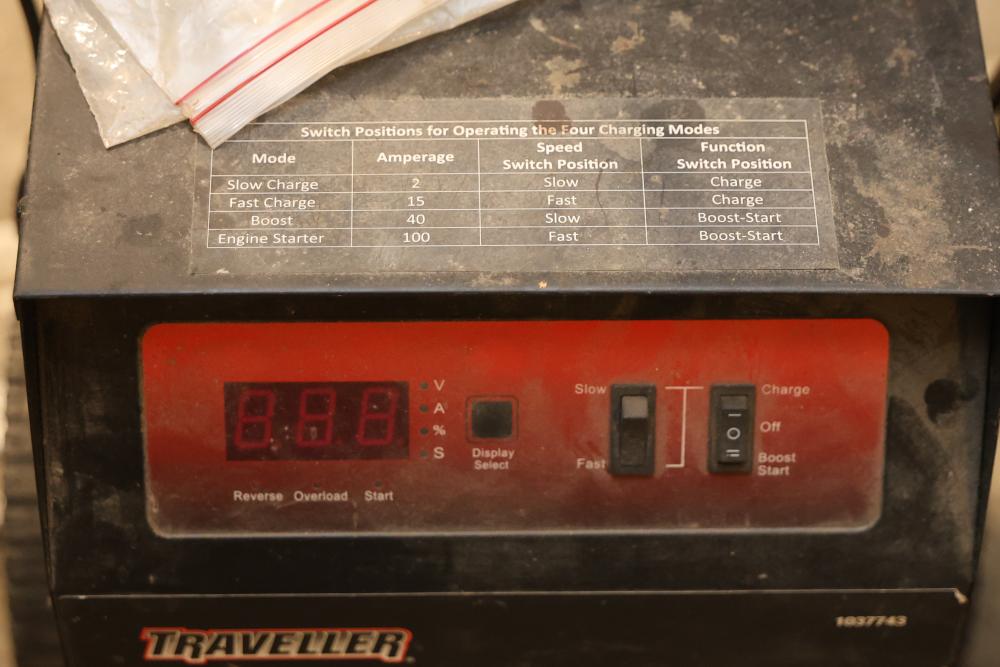 Switch Positions for Operating the Four Charging Modes
Mode Amperage Speed Switch Position Function Switch Position
Slow Charge 2 Slow Charge
Fast Charge 15 Fast Charge
Boost 40 Slow Boost-Start
Engine Starter 100 Fast Boost-Start
888
V
A
%
S
Display
Select
Reverse Overload Start
Slow
Fast
Charge
Off
Boost
Start
TRAVELLER
1037743